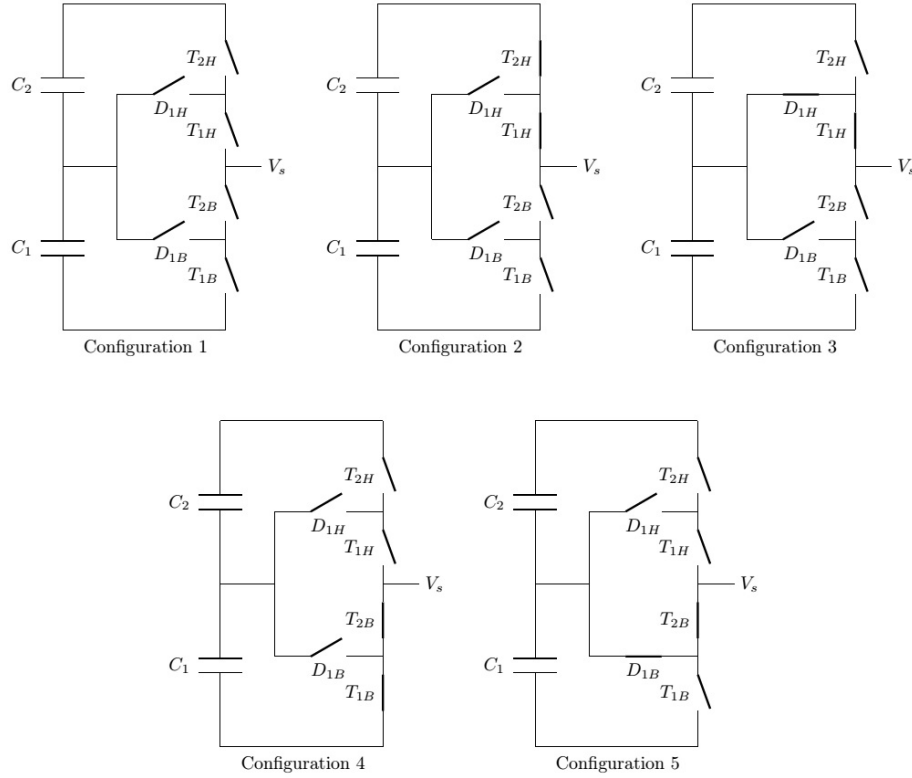 T2H
C2
D1H
T1H
Vs
T2B
C1
D1B
T1B
Configuration 1
T2H
C2
D1H
T1H
Vs
T2B
C1
D1B
T1B
Configuration 2
T2H
C2
D1H
T1H
Vs
T2B
C1
D1B
T1B
Configuration 3
T2H
C2
D1H
T1H
Vs
T2B
C1
D1B
T1B
Configuration 4
T2H
C2
D1H
T1H
Vs
T2B
C1
D1B
T1B
Configuration 5